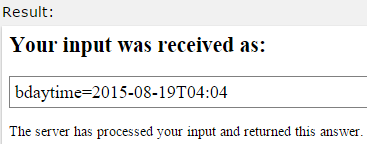 Result:
Your input was received as:
bdaytime=2015-08-19T04:04
The server has processed your input and returned this answer.